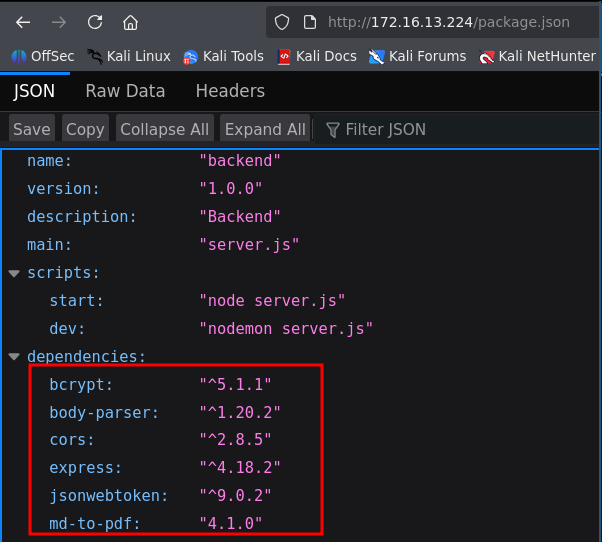 http://172.16.13.224/package.json
OffSec Kali Linux Kali Tools Kali Docs Kali Forums Kali NetHunter
JSON Raw Data Headers
Save Copy Collapse All Expand All Filter JSON
name: "backend"
version: "1.0.0"
description: "Backend"
main: "server.js"
scripts:
start: "node server.js"
dev: "nodemon server.js"
dependencies:
bcrypt: "^5.1.1"
body-parser: "^1.20.2"
cors: "^2.8.5"
express: "^4.18.2"
jsonwebtoken: "^9.0.2"
md-to-pdf: "4.1.0"